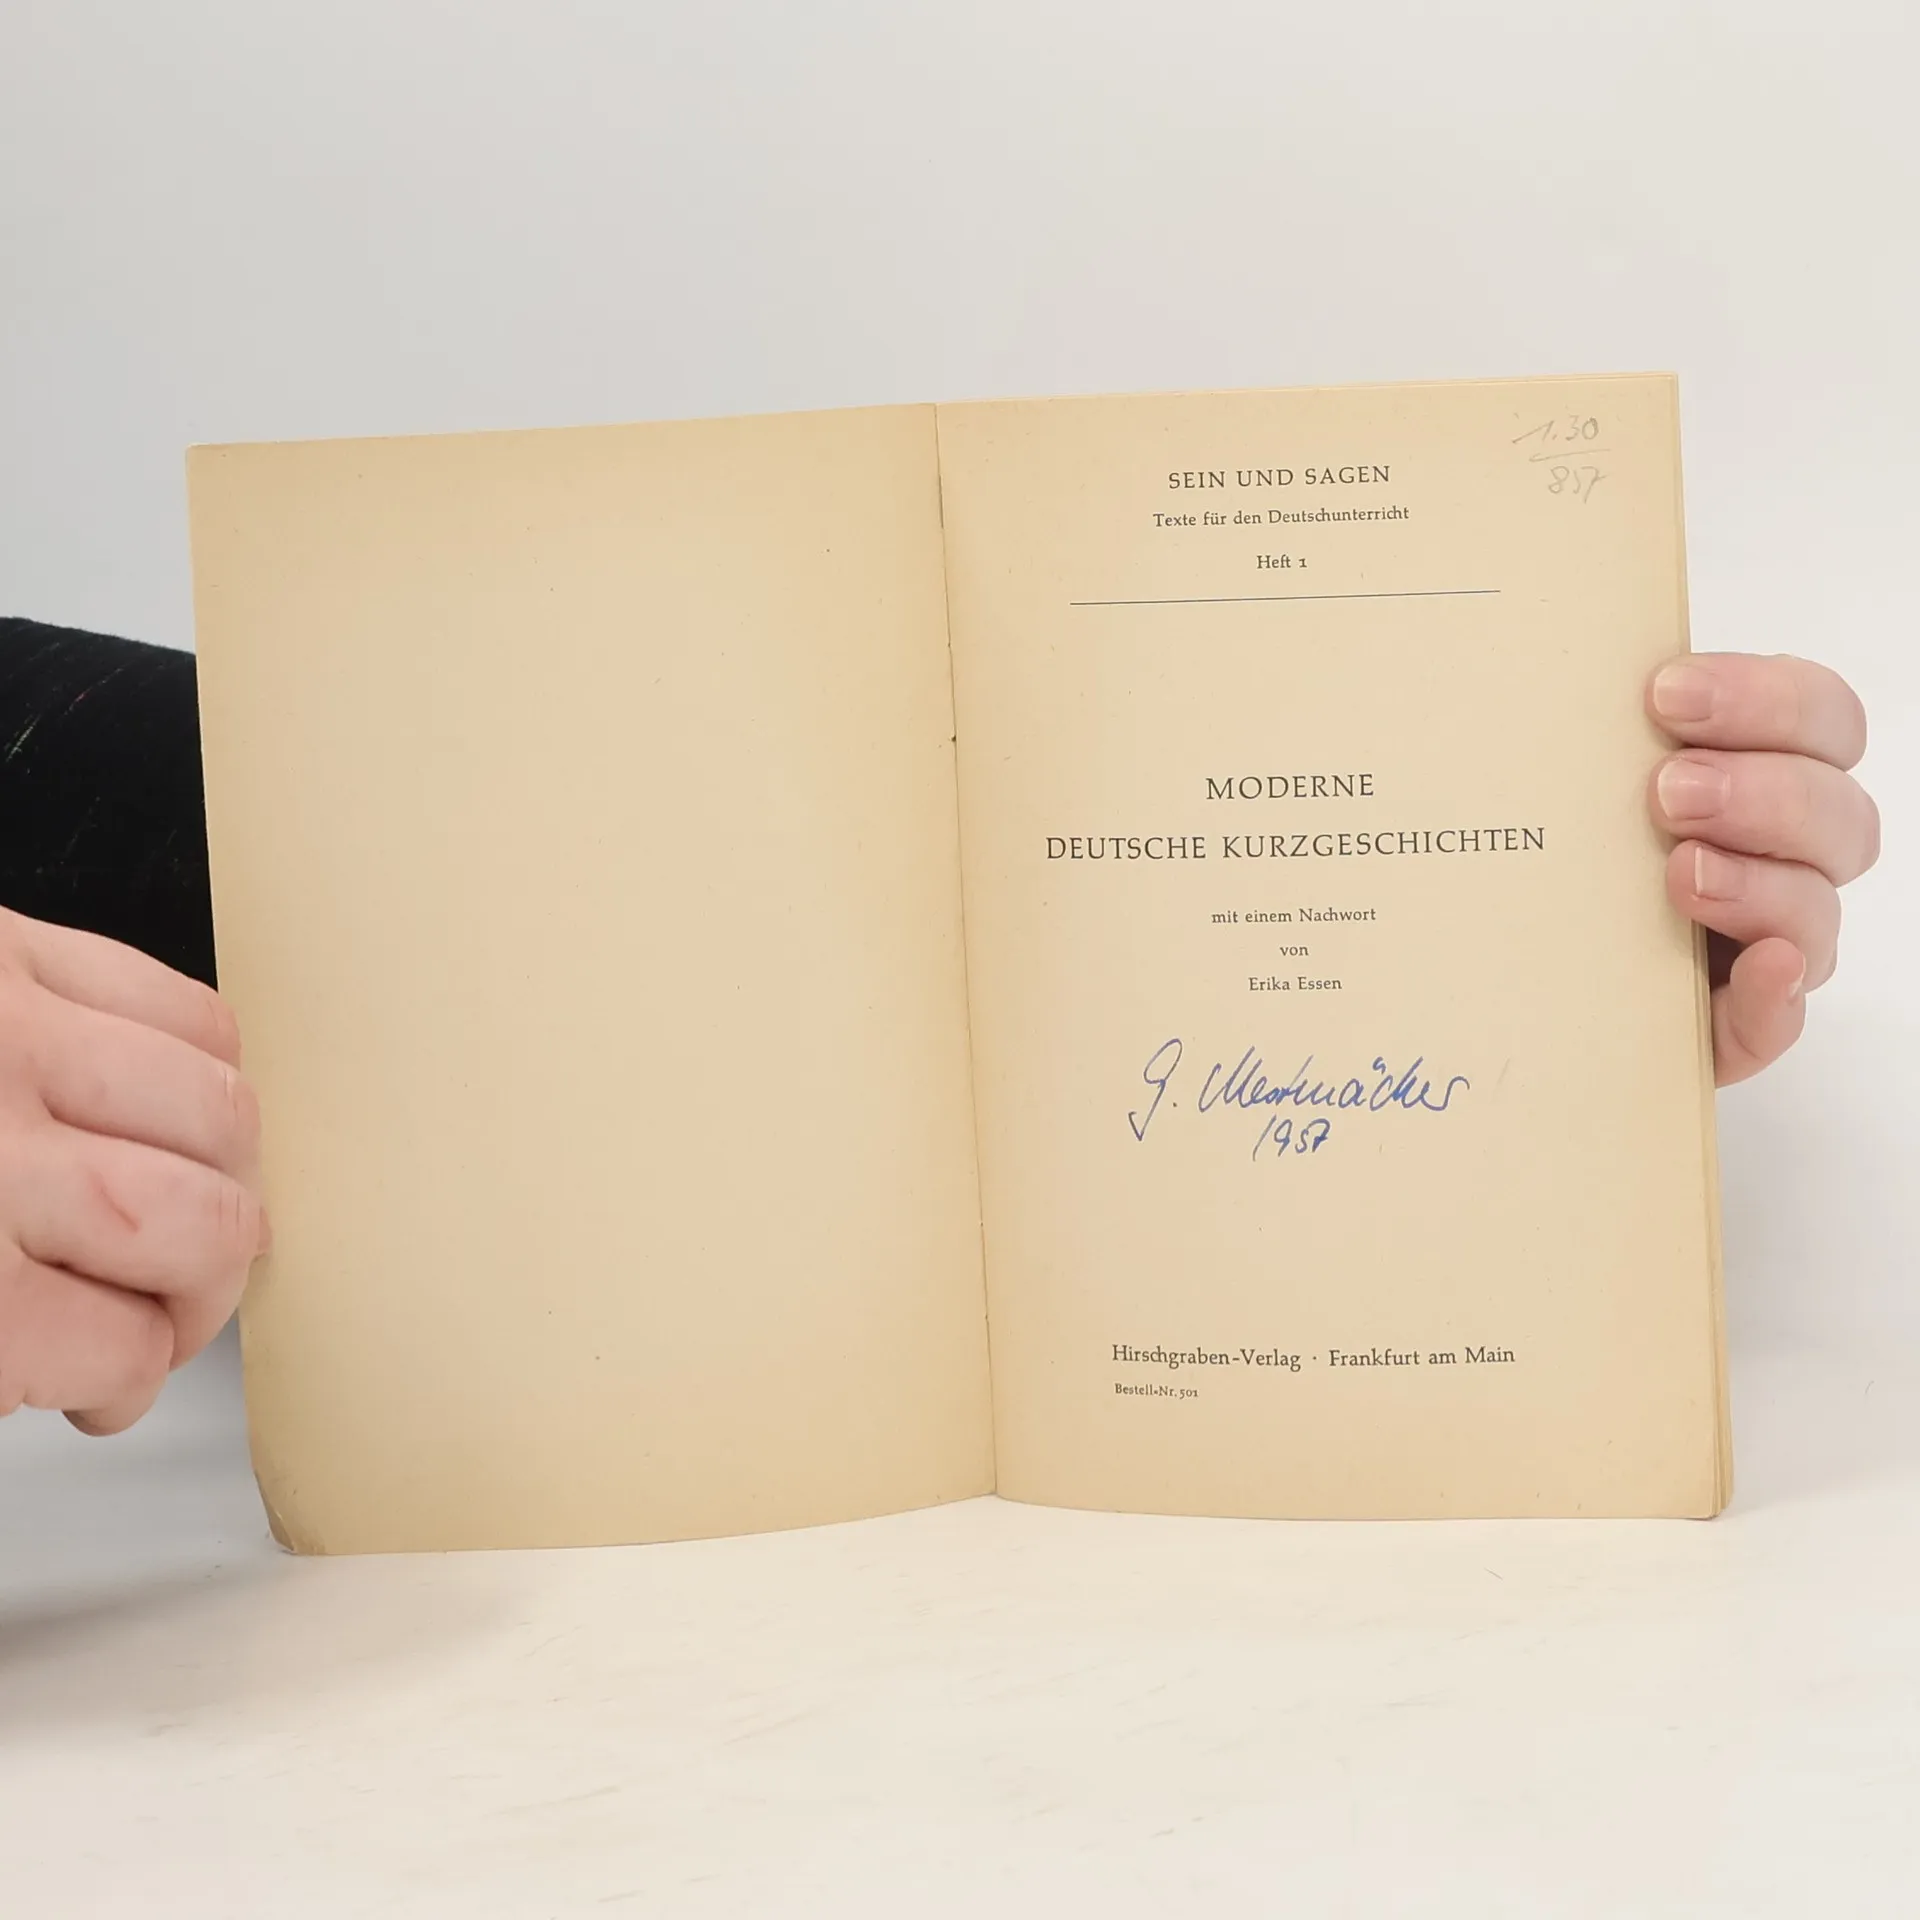 1.30
857
SEIN UND SAGEN
Texte für den Deutschunterricht
Heft 1
MODERNE
DEUTSCHE KURZGESCHICHTEN
mit einem Nachwort
von
Erika Essen
G. Mestmäcker
1957
Hirschgraben-Verlag · Frankfurt am Main
Bestell-Nr. 501